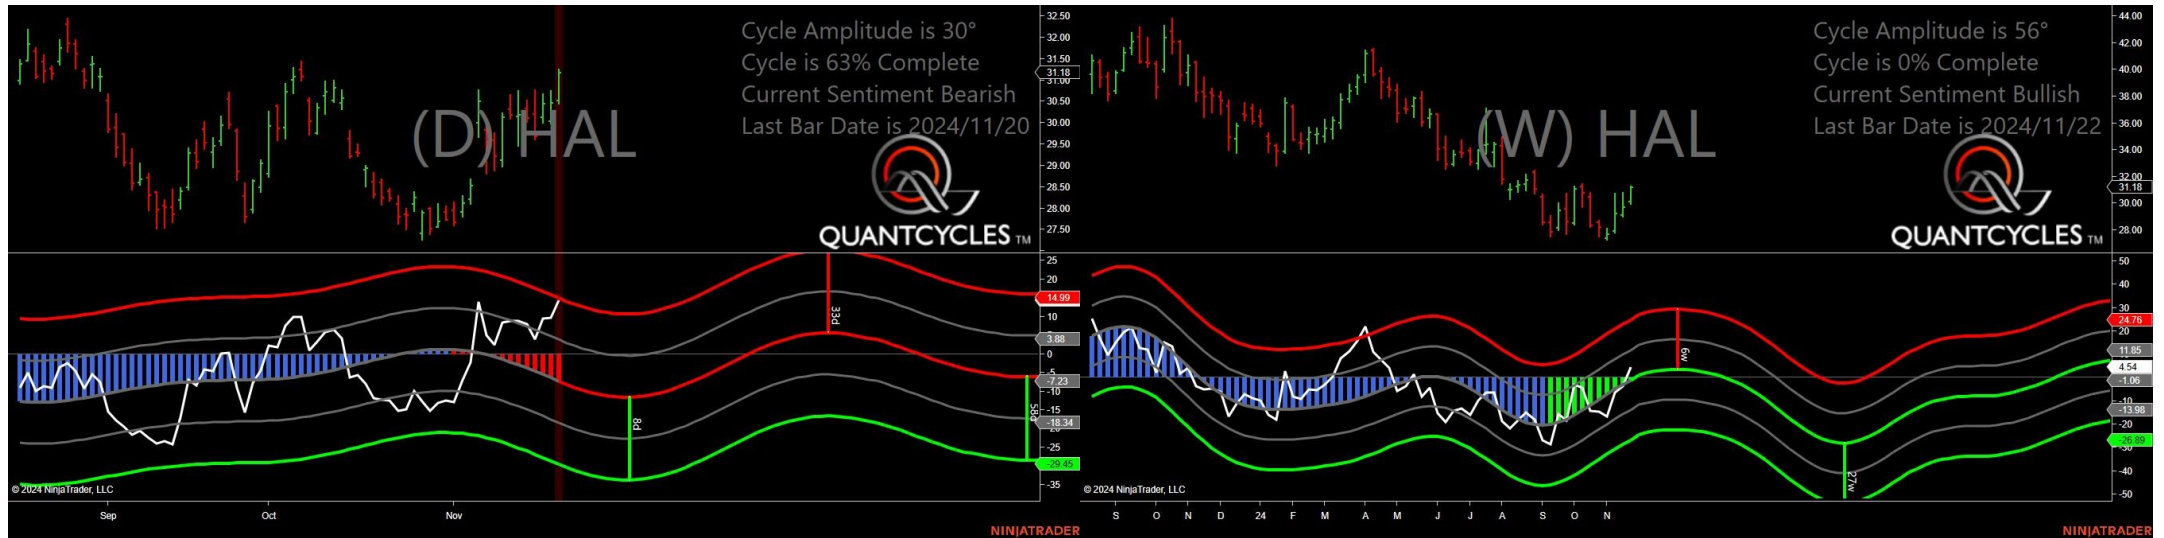 Cycle Amplitude is 30°
Cycle is 63% Complete
Current Sentiment Bearish
Last Bar Date is 2024/11/20
(D) HAL
QUANTCYCLES TM
32.50
32.00
31.50
31.18
31.00
30.50
30.00
29.50
29.00
28.50
28.00
27.50
25
20
14.99
10
3.88
0
-5
-7.23
-10
-15
-18.34
-25
-29.45
-35
33d
8d
58d
© 2024 NinjaTrader, LLC
Sep
Oct
Nov
NINJATRADER
Cycle Amplitude is 56°
Cycle is 0% Complete
Current Sentiment Bullish
Last Bar Date is 2024/11/22
(W) HAL
QUANTCYCLES TM
44.00
42.00
40.00
38.00
36.00
34.00
32.00
31.18
30.00
28.00
50
40
30
24.76
20
11.85
4.54
-1.06
-10
-13.98
-20
-26.89
-30
-40
-50
6w
27w
© 2024 NinjaTrader, LLC
S
O
N
D
24
F
M
A
M
J
J
A
S
O
N
NINJATRADER